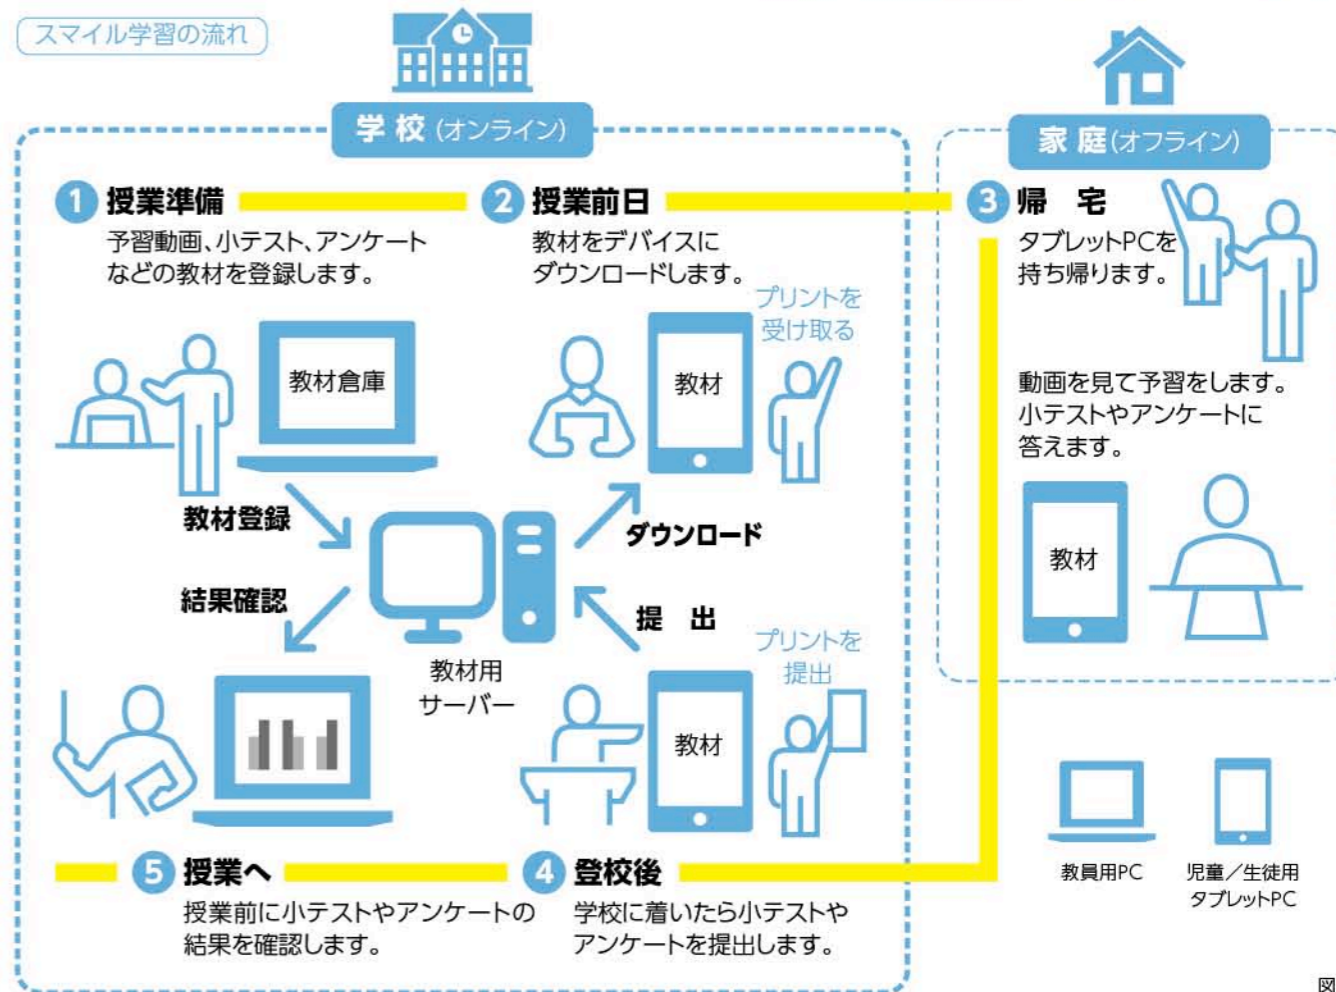 スマイル学習の流れ
学校(オンライン)
家庭(オフライン)
1 授業準備
予習動画、小テスト、アンケート
などの教材を登録します。
2 授業前日
教材をデバイスに
ダウンロードします。
3 帰 宅
タブレットPCを
持ち帰ります。
プリントを
受け取る
教材倉庫
教材
動画を見て予習をします。
小テストやアンケートに
答えます。
教材登録
ダウンロード
教材
結果確認
提 出
教材用
サーバー
プリントを
提出
教材
5 授業へ
授業前に小テストやアンケートの
結果を確認します。
4 登校後
学校に着いたら小テストや
アンケートを提出します。
教員用PC
児童/生徒用
タブレットPC
図